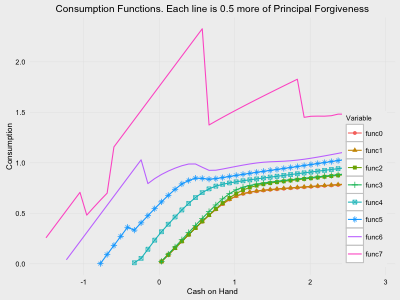 Consumption Functions. Each line is 0.5 more of Principal Forgiveness
Consumption
2.0
1.5
1.0
0.5
0.0
-1
0
1
2
3
Cash on Hand
Variable
func0
func1
func2
func3
func4
func5
func6
func7